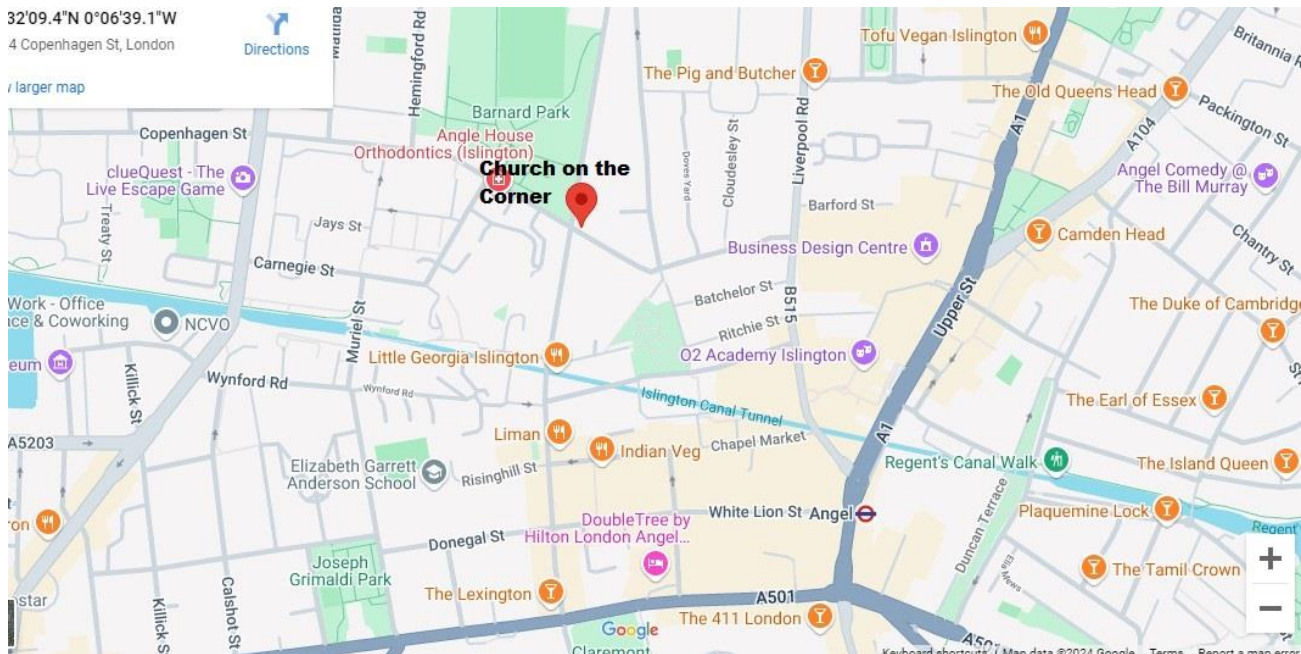 32'09.4"N 0°06'39.1"W
4 Copenhagen St, London
Directions
larger map
Hemingford Rd
Tofu Vegan Islington
Britannia R
The Pig and Butcher
The Old Queens Head
Packington St
A1
A104
Barnard Park
Copenhagen St
Angle House
Orthodontics (Islington)
clueQuest - The
Live Escape Game
Church on the
Corner
Dowes Yard
Cloudesley St
Liverpool Rd
Angel Comedy @
The Bill Murray
Treaty St
Jays St
Barford St
Camden Head
Business Design Centre
Chantry St
Carnegie St
Batchelor St
B515
Upper St
The Duke of Cambridge
Work - Office
ce & Coworking
NCVO
Muriel St
Ritchie St
Little Georgia Islington
O2 Academy Islington
eum
Killick St
Wynford Rd
Wynford Rd
Islington Canal Tunnel
The Earl of Essex
A5203
A1
Liman
Chapel Market
Indian Veg
Regent's Canal Walk
The Island Queen
Elizabeth Garrett
Anderson School
Risinghill St
White Lion St
Angel
Duncan Terrace
Plaquemine Lock
Regent
DoubleTree by
Hilton London Angel...
Donegal St
Joseph
Grimaldi Park
Elia
Mews
The Tamil Crown
+
−
The Lexington
A501
The 411 London
Killick S
Calshot St
Google
Claremont
A501
Keyboard shortcuts
Map data ©2024 Google
Terms
Report a map error